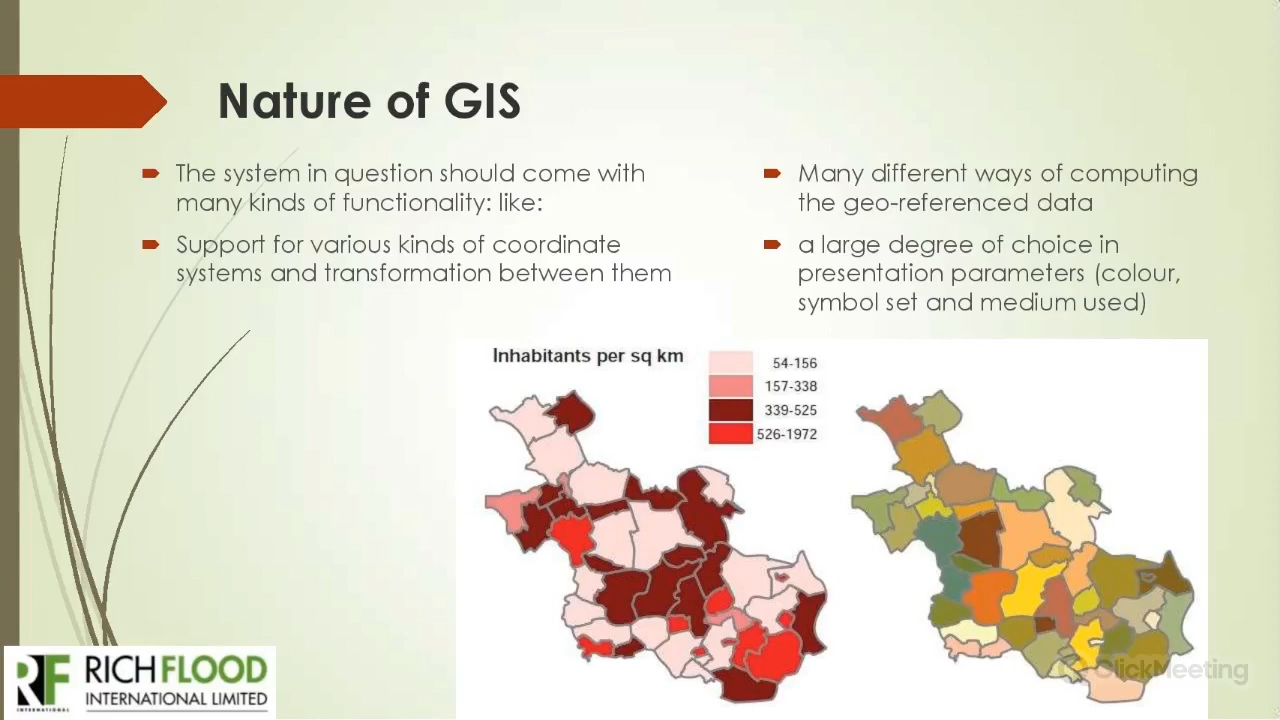 Nature of GIS
The system in question should come with
many kinds of functionality: like:
Support for various kinds of coordinate
systems and transformation between them
Many different ways of computing
the geo-referenced data
a large degree of choice in
presentation parameters (colour,
symbol set and medium used)
Inhabitants per sq km
54-156
157-338
339-525
526-1972
RF
INTERNATIONAL
RICHFLOOD
INTERNATIONAL LIMITED
ClickMeeting